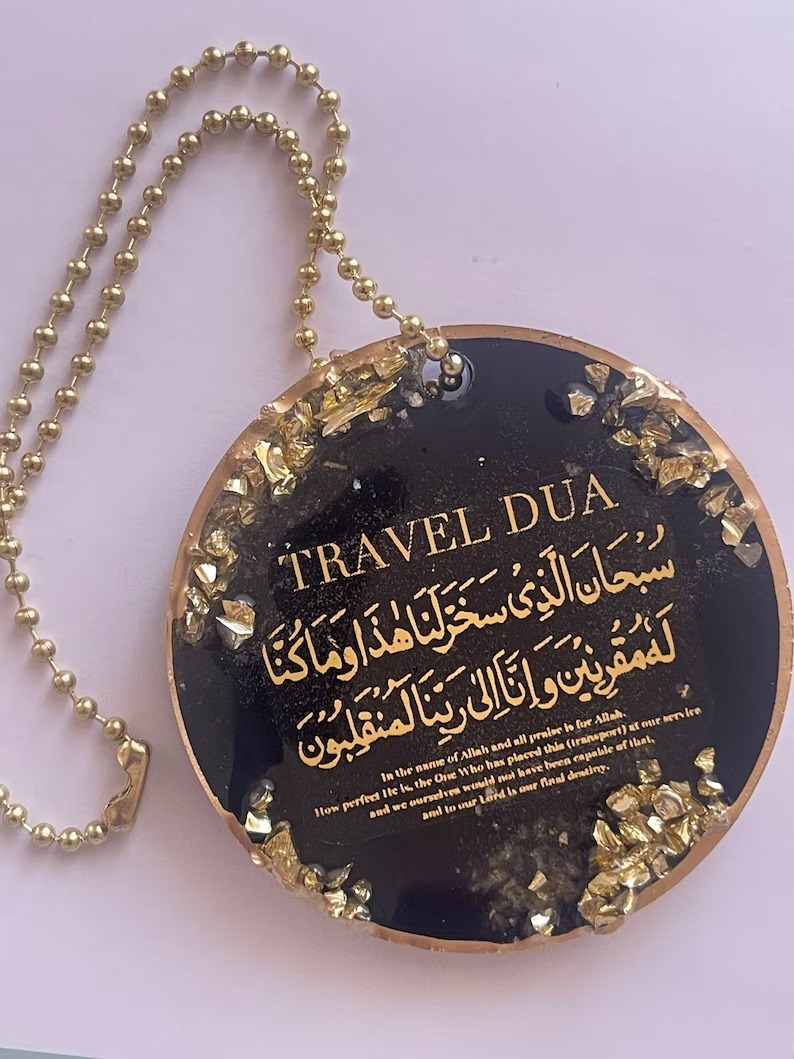 TRAVEL DUA
سُبْحَانَ الَّذِىْ سَخَّرَ لَنَا هٰذَا وَمَا كُنَّا
لَهُ مُقْرِنِيْنَ وَاِنَّا اِلٰى رَبِّنَا لَمُنْقَلِبُوْنَ
In the name of Allah and all praise is for Allah.
How perfect He is, the One Who has placed this (transport) at our service
and we ourselves would not have been capable of that,
and to our Lord is our final destiny.